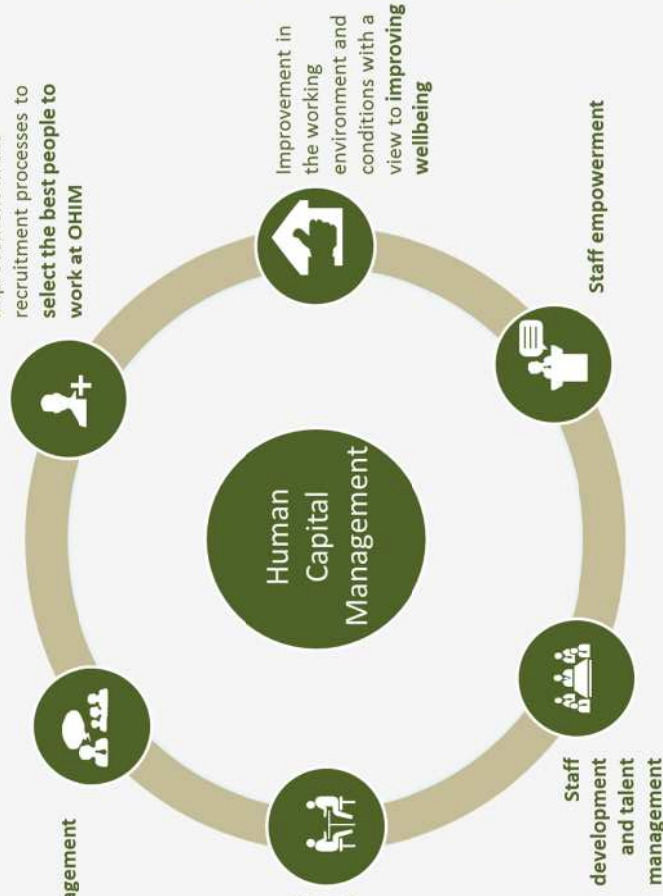 recruitment processes to
select the best people to
work at OHIM
Improvement in
the working
environment and
conditions with a
view to improving
wellbeing
Staff empowerment
Staff
development
and talent
management
agement
Human
Capital
Management